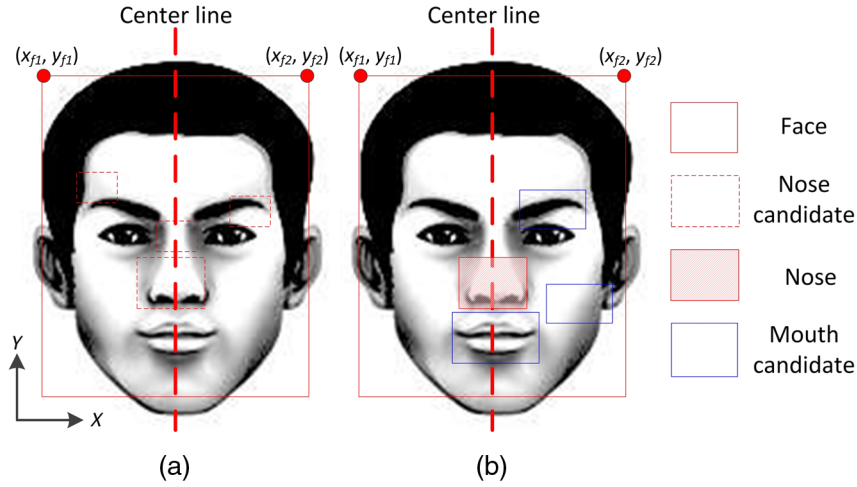 Center line
(xf1, yf1)
(xf2, yf2)
Y
X
(a)
Center line
(xf1, yf1)
(xf2, yf2)
(b)
Face
Nose
candidate
Nose
Mouth
candidate